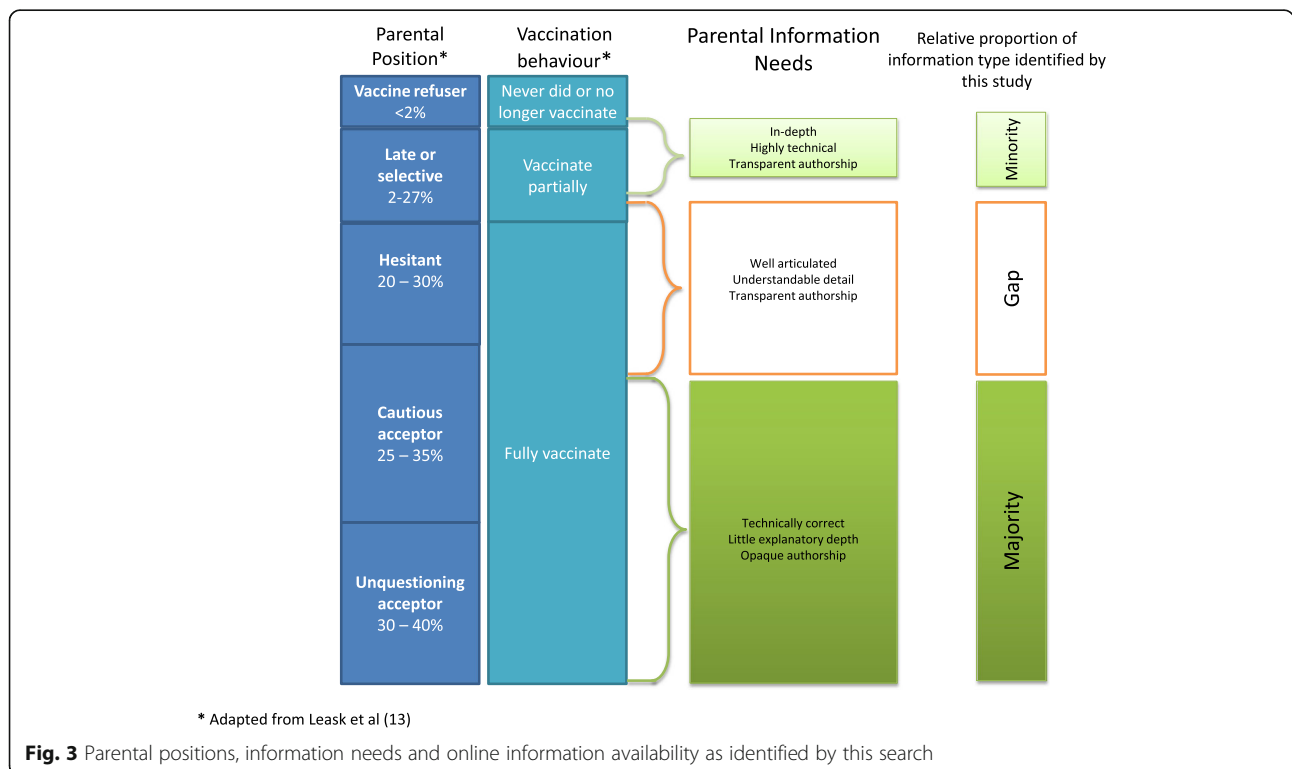 Parental
Position*
Vaccination
behaviour*
Parental Information
Needs
Relative proportion of
information type identified by
this study
Vaccine refuser
<2%
Never did or no
longer vaccinate
In-depth
Highly technical
Transparent authorship
Minority
Late or
selective
2-27%
Vaccinate
partially
Hesitant
20 – 30%
Well articulated
Understandable detail
Transparent authorship
Gap
Cautious
acceptor
25 – 35%
Fully vaccinate
Technically correct
Little explanatory depth
Opaque authorship
Majority
Unquestioning
acceptor
30 – 40%
* Adapted from Leask et al (13)
Fig. 3 Parental positions, information needs and online information availability as identified by this search